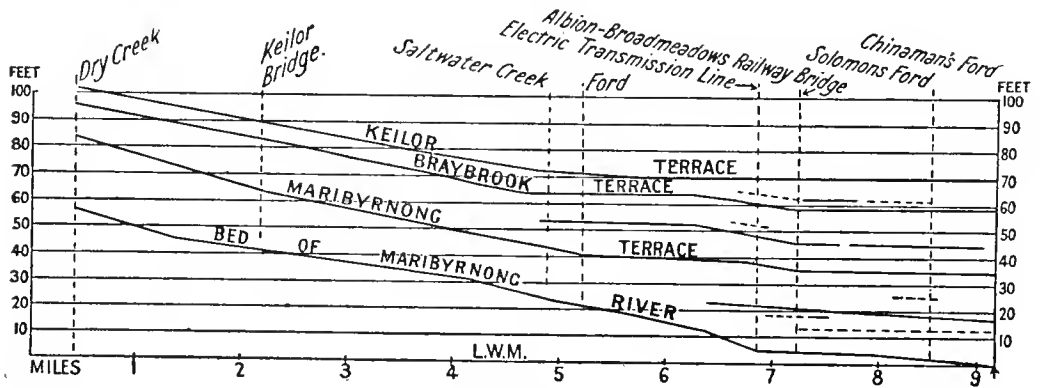 Dry Creek
Keilor
Bridge.
Saltwater Creek
Ford
Albion-Broadmeadows Railway Bridge
Electric Transmission Line
Solomons Ford
Chinaman's Ford
FEET
100
90
80
70
60
50
40
30
20
10
FEET
100
90
80
70
60
50
40
30
20
10
KEILOR TERRACE
BRAYBROOK TERRACE
MARIBYRNONG TERRACE
BED OF MARIBYRNONG RIVER
L.W.M.
MILES 1 2 3 4 5 6 7 8 9